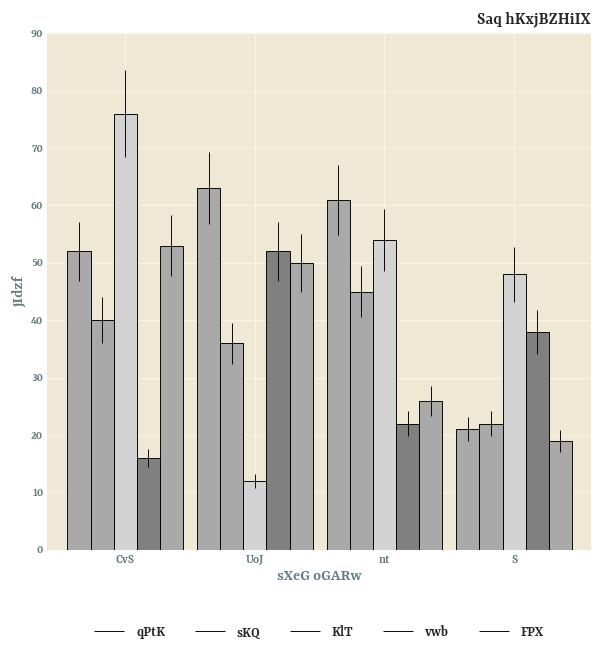 Saq hKxjBZHiIX
90
80
70
60
50
40
30
20
10
0
jIdzf
CvS UoJ nt S
sXeG oGARw
qPtK sKQ KlT vwb FPX